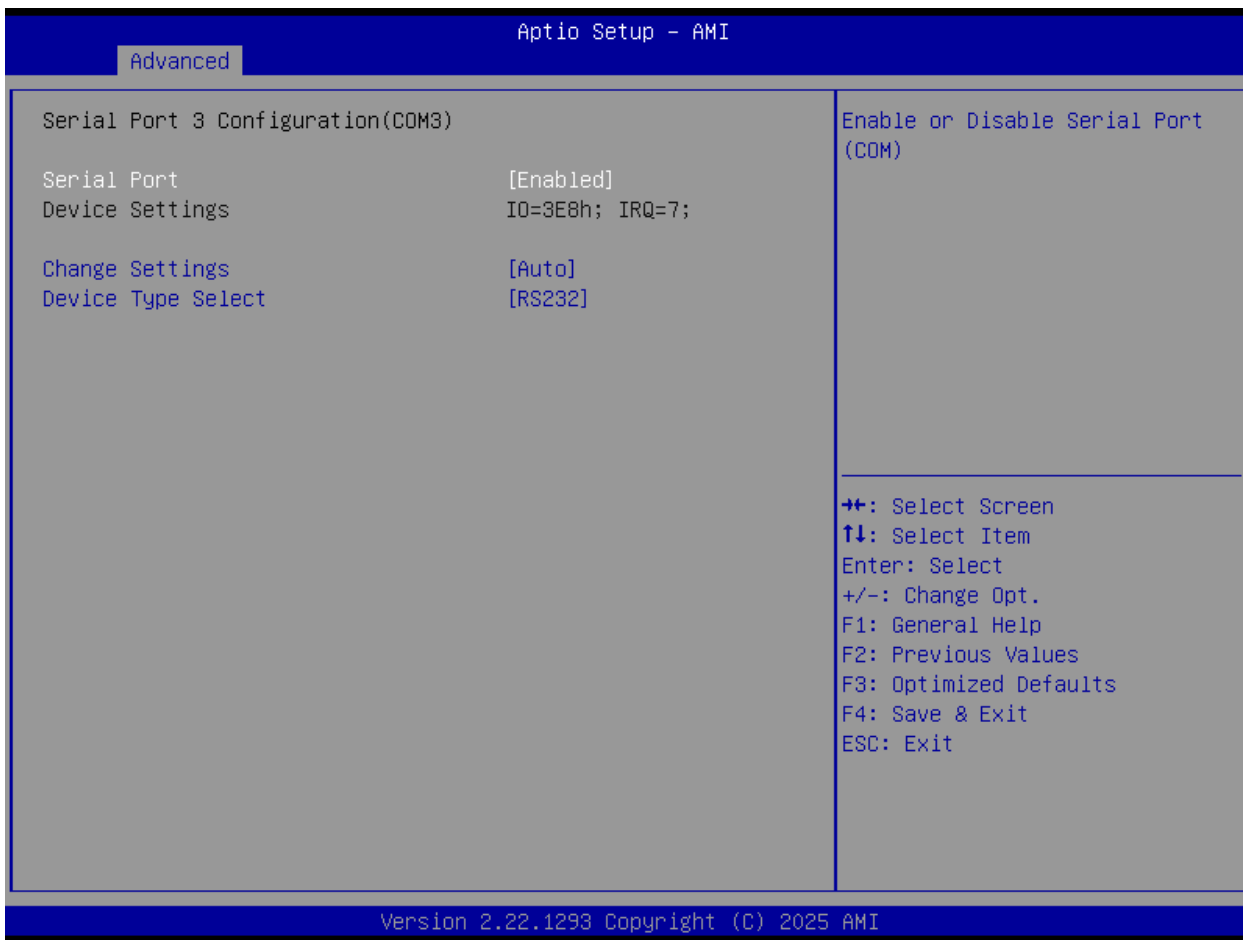 Aptio Setup – AMI
Advanced
Serial Port 3 Configuration(COM3)
Serial Port [Enabled]
Device Settings IO=3E8h; IRQ=7;
Change Settings [Auto]
Device Type Select [RS232]
Enable or Disable Serial Port
(COM)
→←: Select Screen
↑↓: Select Item
Enter: Select
+/-: Change Opt.
F1: General Help
F2: Previous Values
F3: Optimized Defaults
F4: Save & Exit
ESC: Exit
Version 2.22.1293 Copyright (C) 2025 AMI